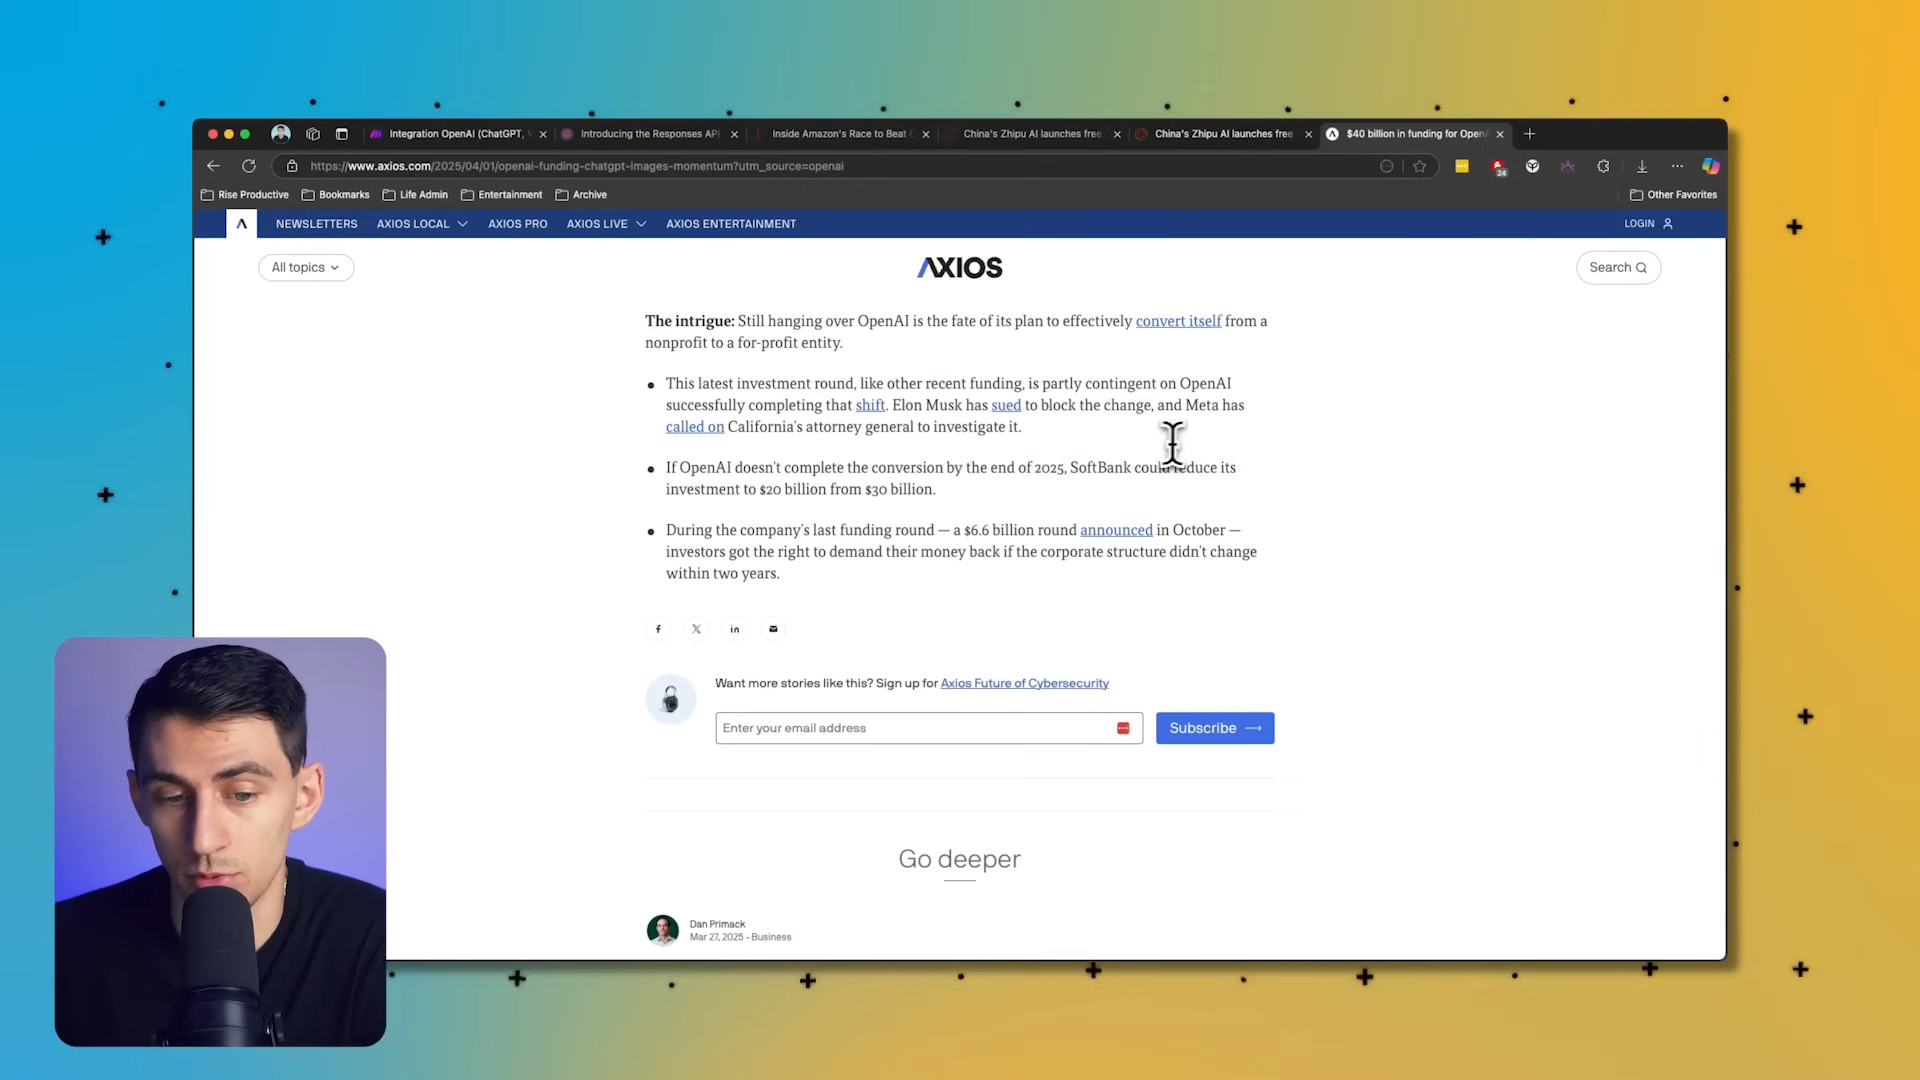 Integration OpenAI (ChatGPT,
Introducing the Responses API
Inside Amazon's Race to Beat
China's Zhipu AI launches free
China's Zhipu AI launches free
$40 billion in funding for OpenAI
https://www.axios.com/2025/04/01/openai-funding-chatgpt-images-momentum?utm_source=openai
24
Rise Productive
Bookmarks
Life Admin
Entertainment
Archive
Other Favorites
NEWSLETTERS
AXIOS LOCAL
AXIOS PRO
AXIOS LIVE
AXIOS ENTERTAINMENT
LOGIN
All topics
AXIOS
Search
The intrigue: Still hanging over OpenAI is the fate of its plan to effectively convert itself from a
nonprofit to a for-profit entity.
This latest investment round, like other recent funding, is partly contingent on OpenAI
successfully completing that shift. Elon Musk has sued to block the change, and Meta has
called on California's attorney general to investigate it.
If OpenAI doesn't complete the conversion by the end of 2025, SoftBank could reduce its
investment to $20 billion from $30 billion.
During the company's last funding round — a $6.6 billion round announced in October —
investors got the right to demand their money back if the corporate structure didn't change
within two years.
Want more stories like this? Sign up for Axios Future of Cybersecurity
Enter your email address
Subscribe →
Go deeper
Dan Primack
Mar 27, 2025 - Business